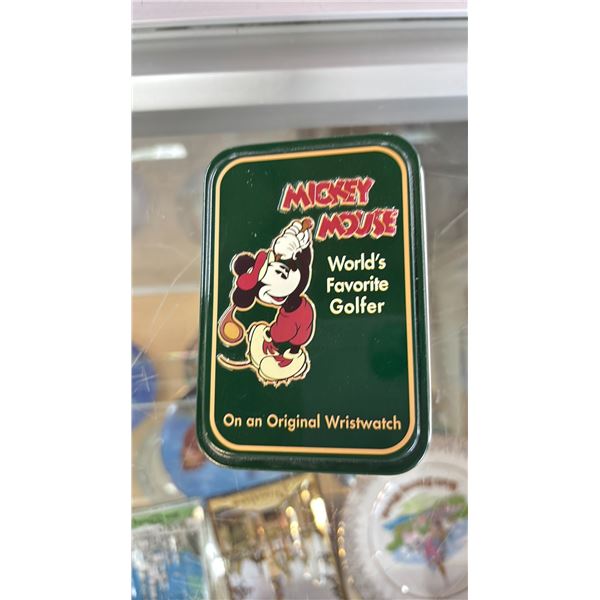 MICKEY
MOUSE
World's
Favorite
Golfer
On an Original Wristwatch